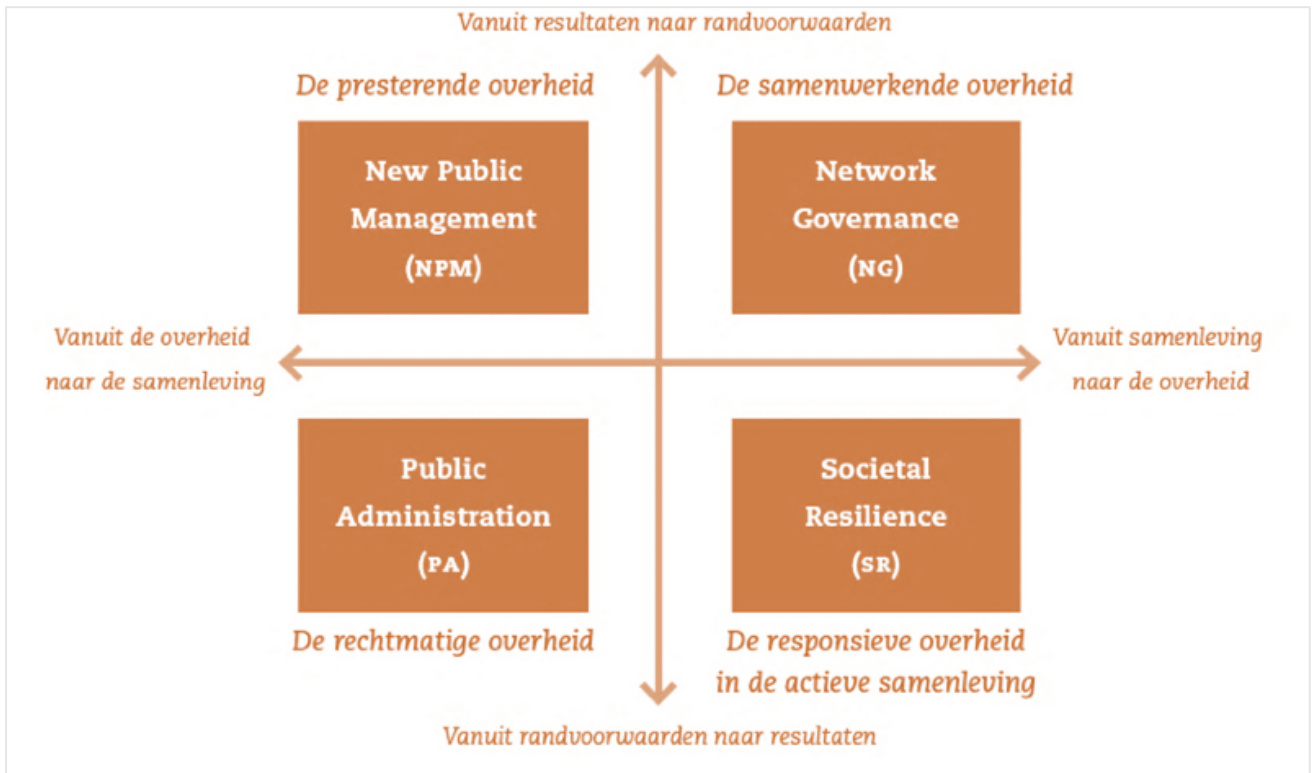 Vanuit resultaten naar randvoorwaarden
De presterende overheid
De samenwerkende overheid
New Public
Management
(NPM)
Network
Governance
(NG)
Vanuit de overheid
naar de samenleving
Vanuit samenleving
naar de overheid
Public
Administration
(PA)
Societal
Resilience
(SR)
De rechtmatige overheid
De responsieve overheid
in de actieve samenleving
Vanuit randvoorwaarden naar resultaten